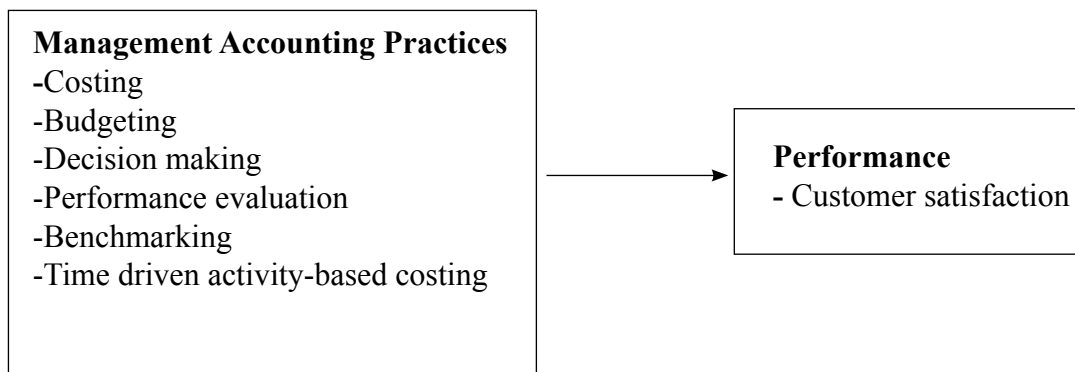 Management Accounting Practices
-Costing
-Budgeting
-Decision making
-Performance evaluation
-Benchmarking
-Time driven activity-based costing
Performance
- Customer satisfaction